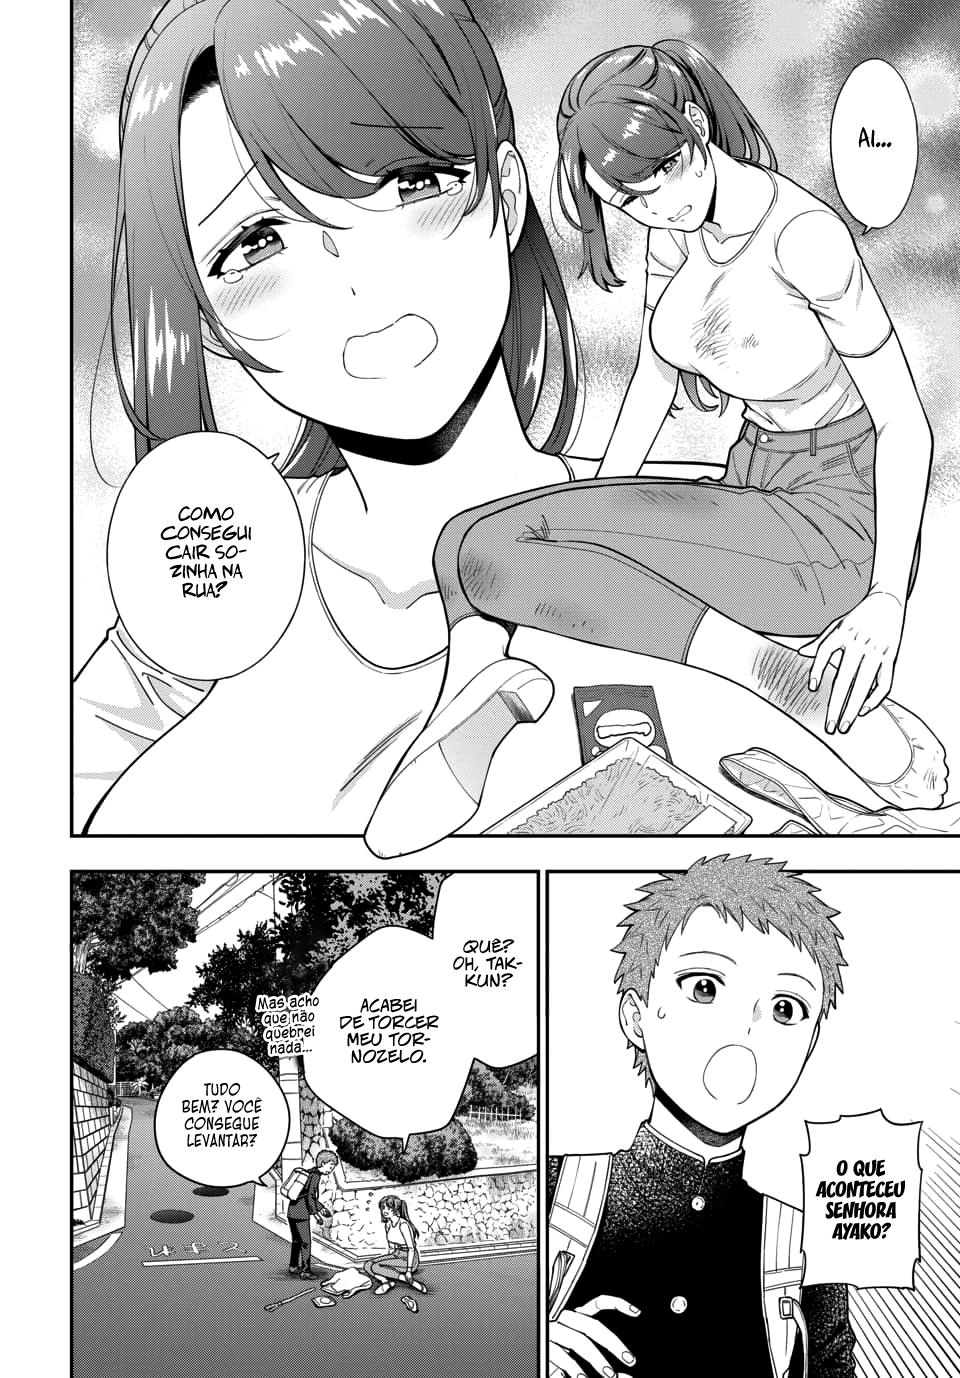 AI...
COMO
CONSEGUI
CAIR SO-
ZINHA NA
RUA?
O QUE
ACONTECEU
SENHORA
AYAKO?
QUÊ?
OH, TAK-
KUN?
ACABEI
DE TORCER
MEU TOR-
NOZELO.
Mas acho
que não
quebrei
nada...
TUDO
BEM? VOCÊ
CONSEGUE
LEVANTAR?